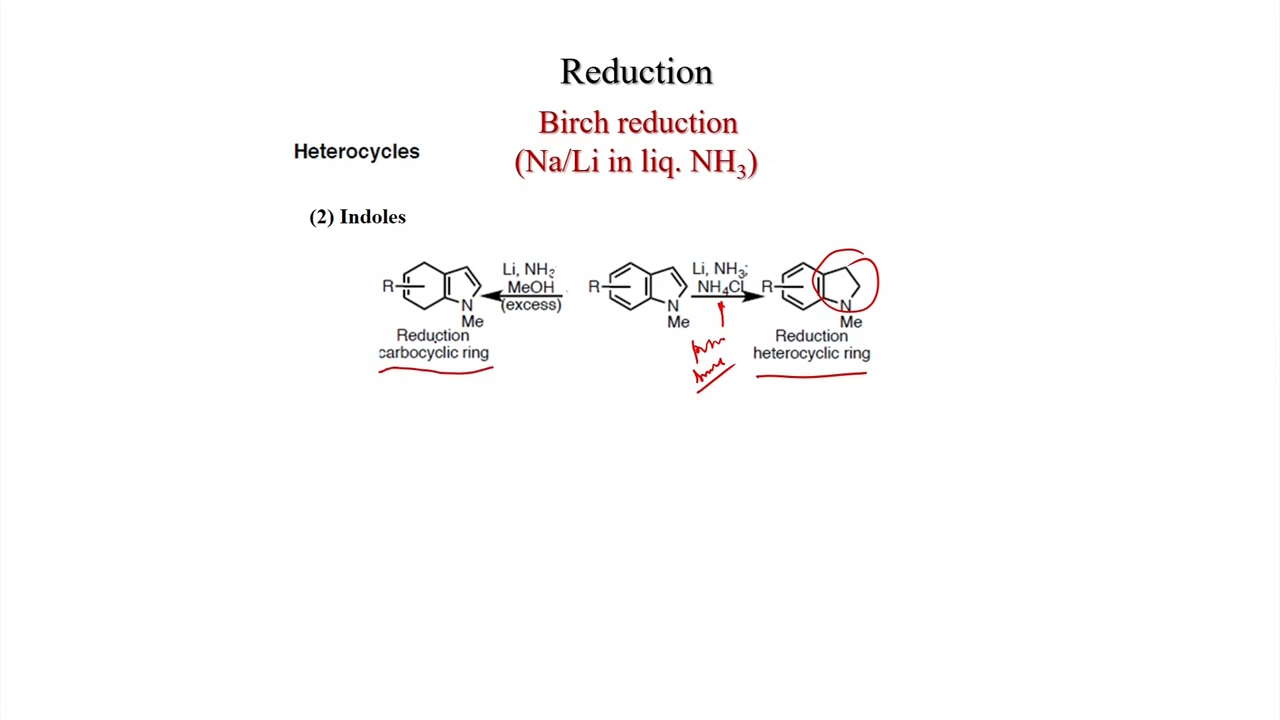 Reduction
Birch reduction
(Na/Li in liq. NH3)
Heterocycles
(2) Indoles
R
N
Me
Li, NH3
MeOH
(excess)
R
N
Me
Li, NH3;
NH4Cl
R
N
Me
Reduction
carbocyclic ring
Reduction
heterocyclic ring